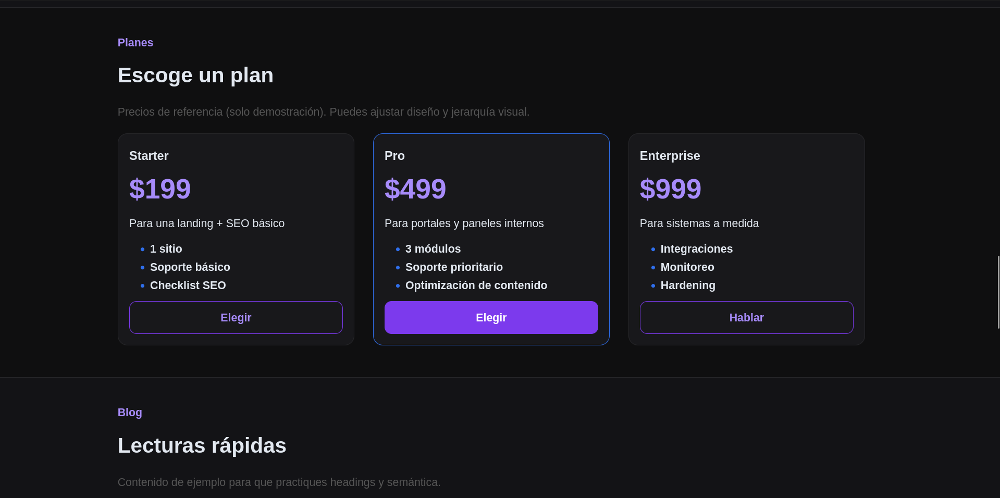 Planes
Escoge un plan
Precios de referencia (solo demostración). Puedes ajustar diseño y jerarquía visual.
Starter
$199
Para una landing + SEO básico
1 sitio
Soporte básico
Checklist SEO
Elegir
Pro
$499
Para portales y paneles internos
3 módulos
Soporte prioritario
Optimización de contenido
Elegir
Enterprise
$999
Para sistemas a medida
Integraciones
Monitoreo
Hardening
Hablar
Blog
Lecturas rápidas
Contenido de ejemplo para que practiques headings y semántica.